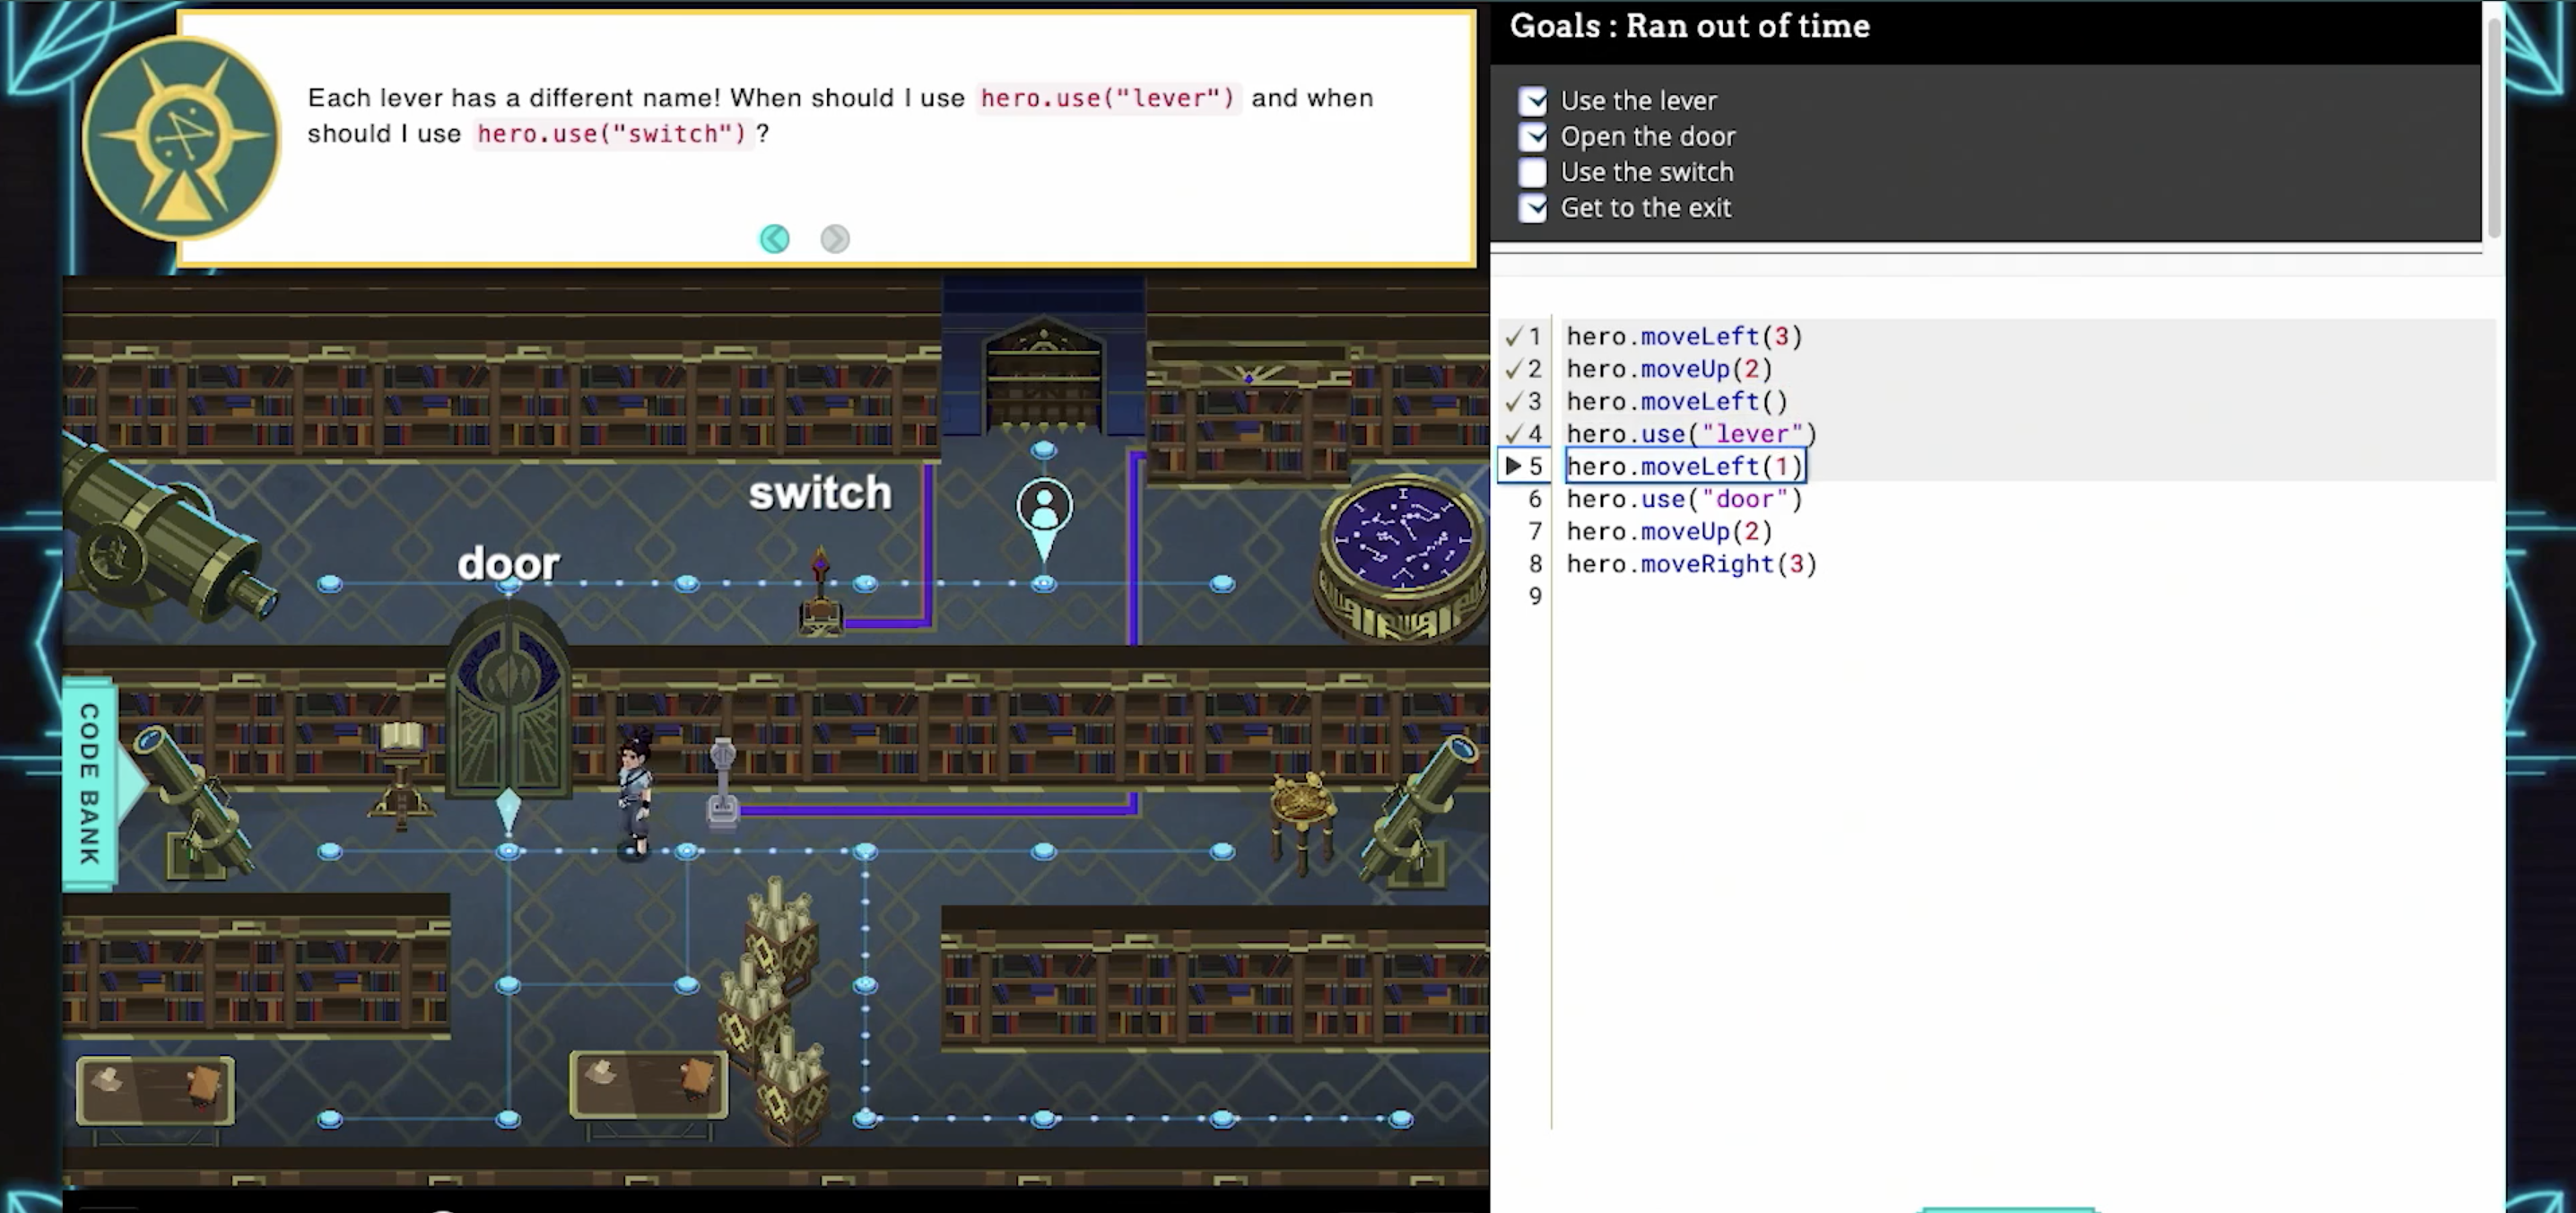 Each lever has a different name! When should I use hero.use("lever") and when
should I use hero.use("switch") ?
Goals : Ran out of time
Use the lever
Open the door
Use the switch
Get to the exit
switch
door
CODE BANK
1 hero.moveLeft(3)
2 hero.moveUp(2)
3 hero.moveLeft()
4 hero.use("lever")
5 hero.moveLeft(1)
6 hero.use("door")
7 hero.moveUp(2)
8 hero.moveRight(3)
9